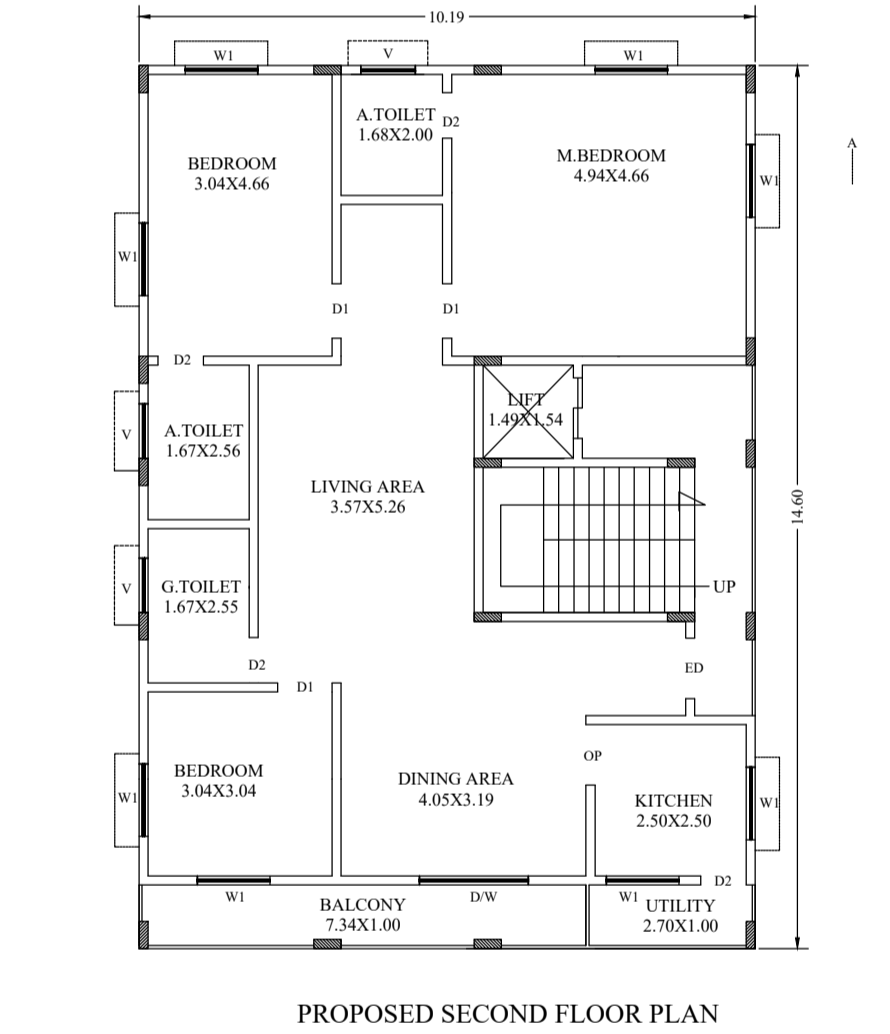 10.19
W1
V
W1
A.TOILET
1.68X2.00
D2
A
BEDROOM
3.04X4.66
M.BEDROOM
4.94X4.66
W1
W1
D1
D1
D2
LIFT
1.49X1.54
V
A.TOILET
1.67X2.56
LIVING AREA
3.57X5.26
14.60
V
G.TOILET
1.67X2.55
UP
D2
ED
D1
OP
BEDROOM
3.04X3.04
DINING AREA
4.05X3.19
W1
KITCHEN
2.50X2.50
W1
D2
W1
D/W
W1
BALCONY
7.34X1.00
UTILITY
2.70X1.00
PROPOSED SECOND FLOOR PLAN